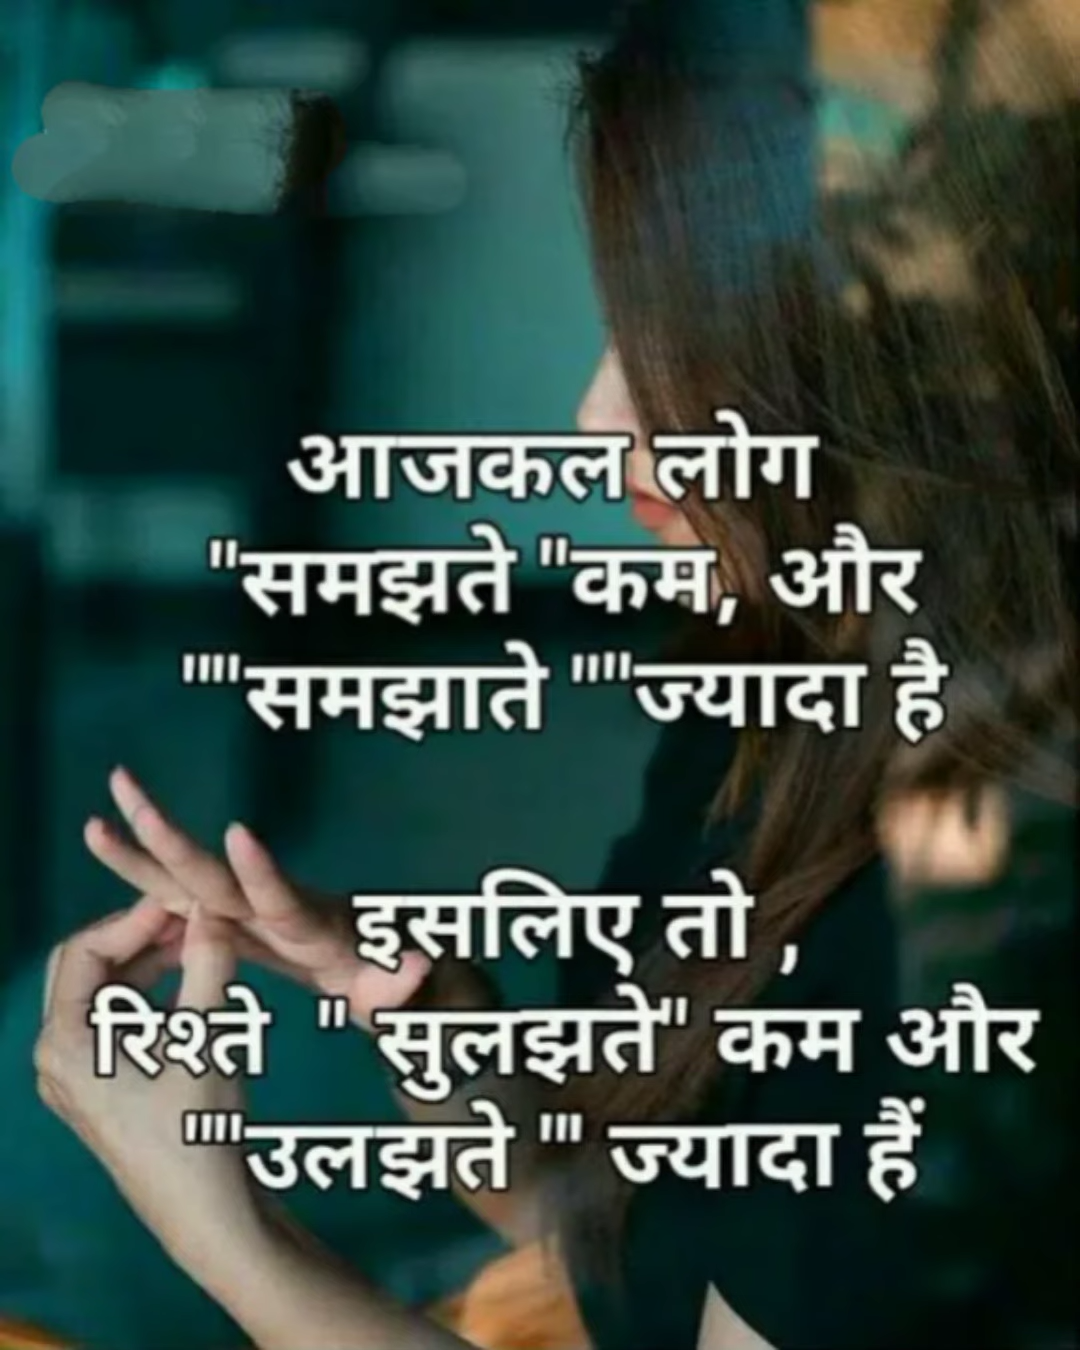 आजकल लोग
"समझते "कम, और
""समझाते ""ज्यादा है
इसलिए तो ,
रिश्ते " सुलझते" कम और
""उलझते "' ज्यादा हैं